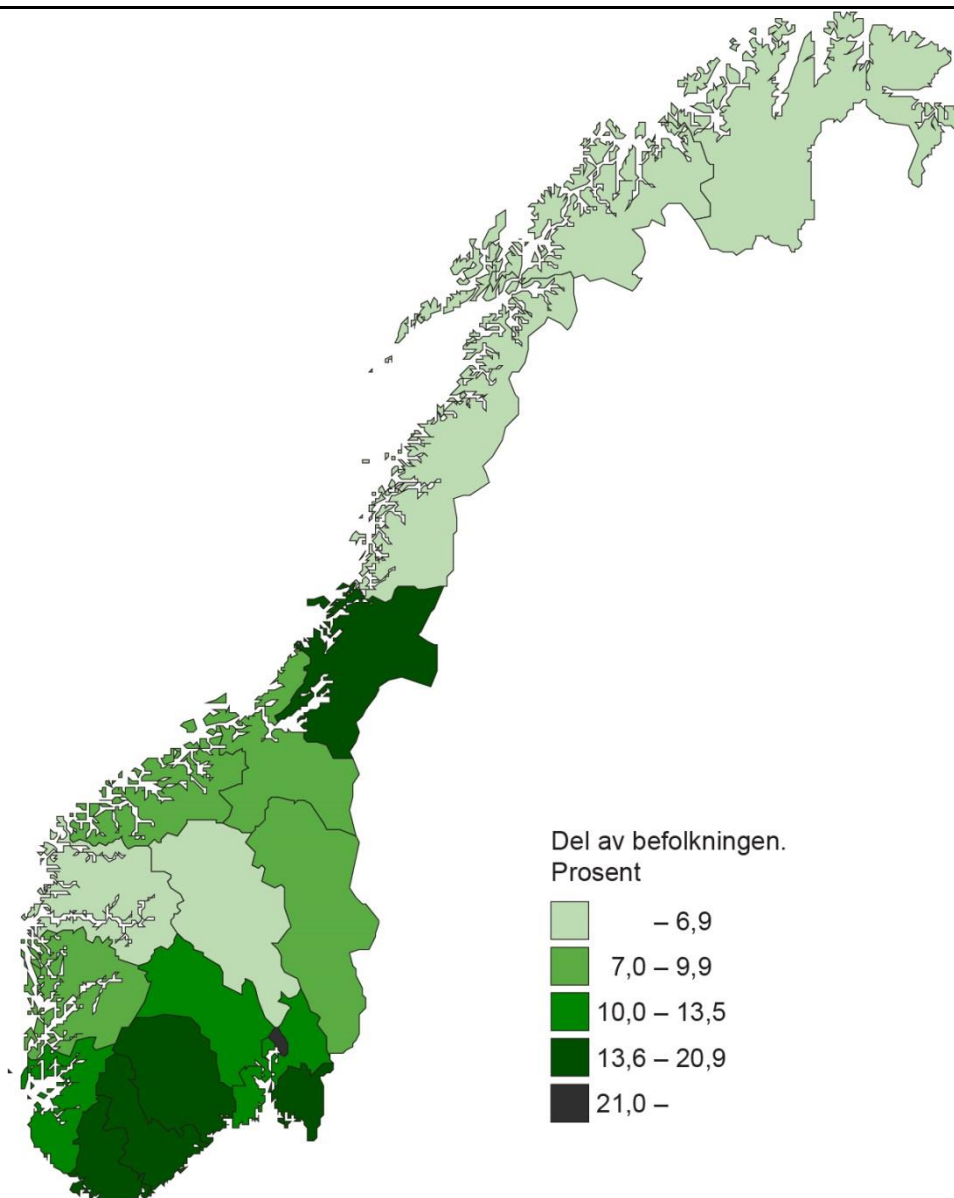 Del av befolkningen.
Prosent
– 6,9
7,0 – 9,9
10,0 – 13,5
13,6 – 20,9
21,0 –